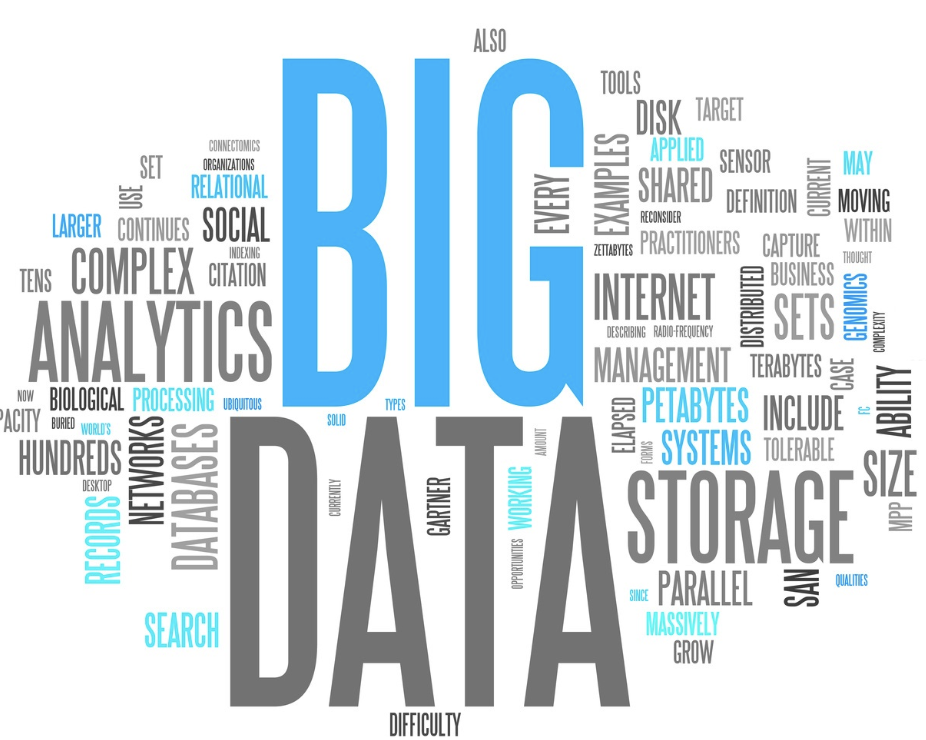 ALSO
BIG
DATA
TOOLS
DISK
TARGET
CONNECTOMICS
ORGANIZATIONS
SET
USE
RELATIONAL
APPLIED
SENSOR
CURRENT
MAY
EXAMPLES
EVERY
SHARED
DEFINITION
MOVING
LARGER
CONTINUES
SOCIAL
RECONSIDER
WITHIN
INDEXING
ZETTABYTES
PRACTITIONERS
CAPTURE
THOUGHT
TENS
COMPLEX
CITATION
INTERNET
DISTRIBUTED
BUSINESS
SETS
GENOMICS
COMPLEXITY
ANALYTICS
DESCRIBING
RADIO-FREQUENCY
MANAGEMENT
TERABYTES
CASE
ABILITY
NOW
BIOLOGICAL
PROCESSING
UBIQUITOUS
TYPES
ELAPSED
PETABYTES
INCLUDE
FC
PACITY
BURIED
WORLD'S
SOLID
NETWORKS
DATABASES
AMOUNT
FORMS
SYSTEMS
TOLERABLE
HUNDREDS
DESKTOP
CURRENTLY
GARTNER
WORKING
STORAGE
SIZE
MPP
RECORDS
OPPORTUNITIES
PARALLEL
SAN
QUALITIES
SINCE
SEARCH
MASSIVELY
GROW
DIFFICULTY